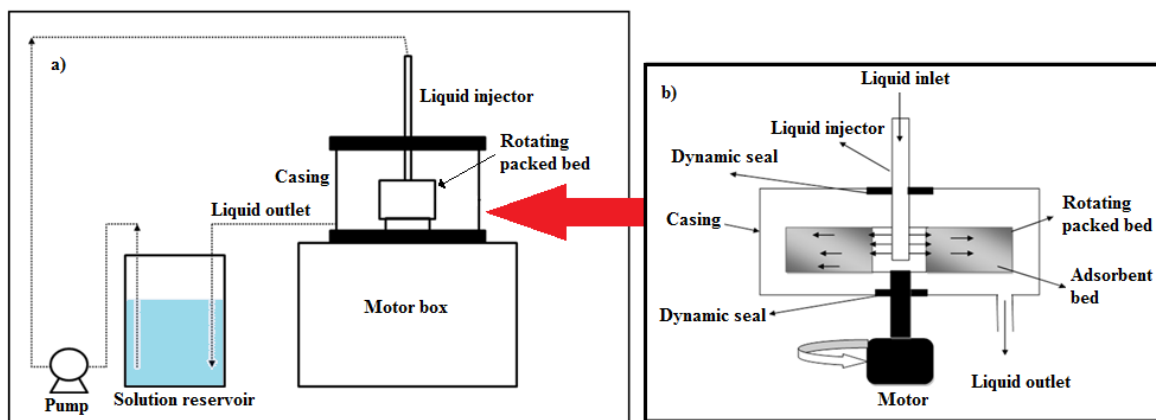 a)
Liquid injector
Rotating
packed bed
Casing
Liquid outlet
Motor box
Pump
Solution reservoir
b)
Liquid inlet
Liquid injector
Dynamic seal
Casing
Rotating
packed bed
Adsorbent
bed
Dynamic seal
Liquid outlet
Motor